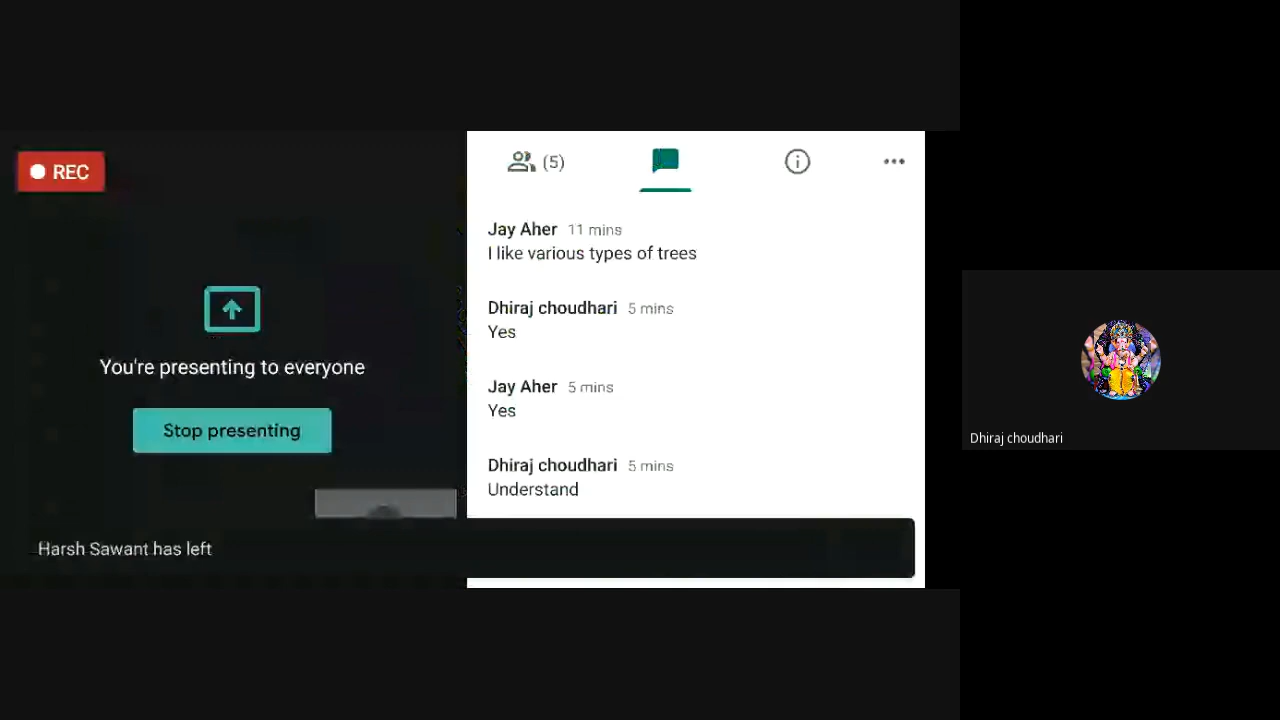 REC
You're presenting to everyone
Stop presenting
Harsh Sawant has left
(5)
Jay Aher 11 mins
I like various types of trees
Dhiraj choudhari 5 mins
Yes
Jay Aher 5 mins
Yes
Dhiraj choudhari 5 mins
Understand
Dhiraj choudhari